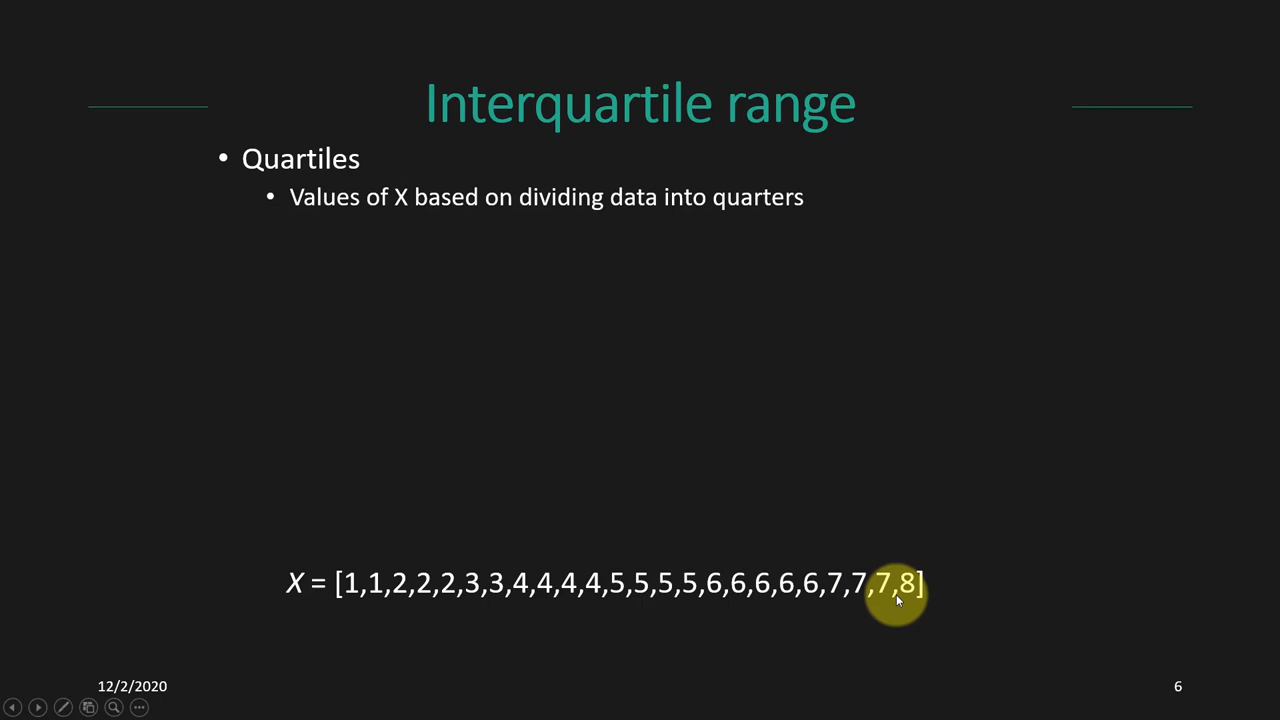 Interquartile range
• Quartiles
• Values of X based on dividing data into quarters
X = [1,1,2,2,2,3,3,4,4,4,4,5,5,5,5,6,6,6,6,6,7,7,7,8]
12/2/2020
6